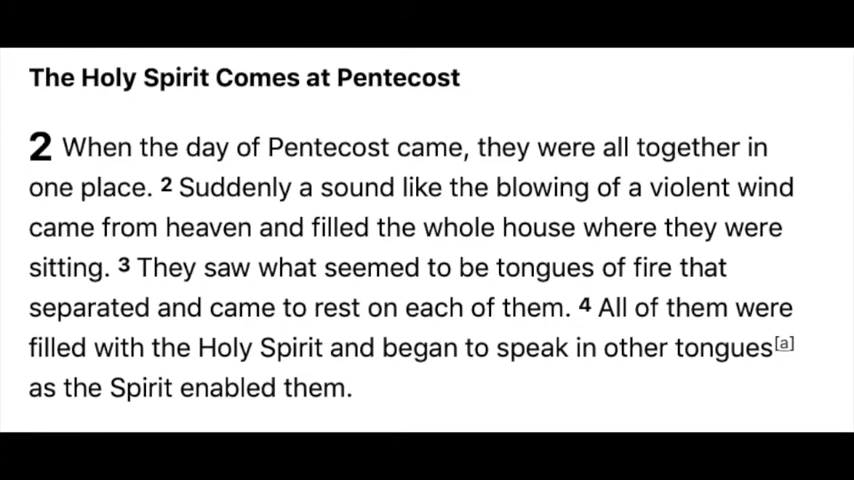 The Holy Spirit Comes at Pentecost
2 When the day of Pentecost came, they were all together in
one place. 2 Suddenly a sound like the blowing of a violent wind
came from heaven and filled the whole house where they were
sitting. 3 They saw what seemed to be tongues of fire that
separated and came to rest on each of them. 4 All of them were
filled with the Holy Spirit and began to speak in other tongues[a]
as the Spirit enabled them.